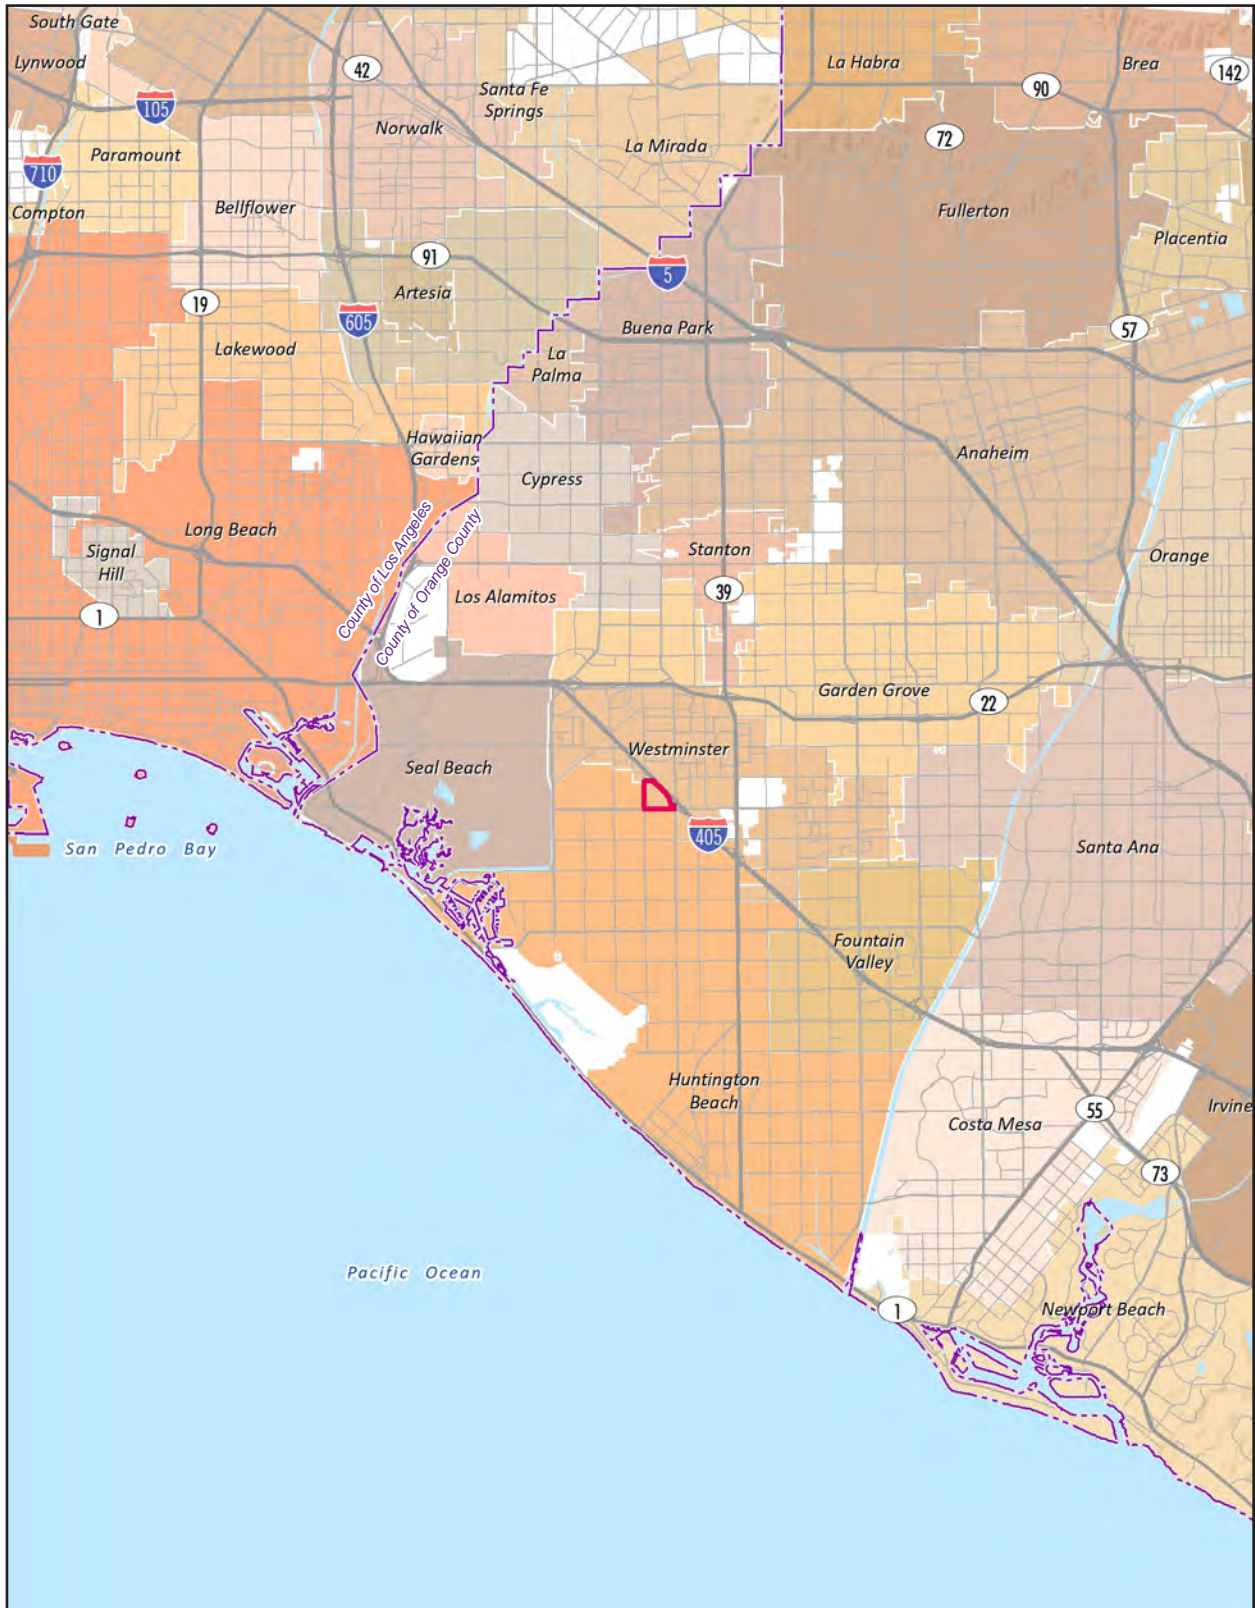 South Gate
Lynwood
42
Santa Fe
Springs
La Habra
90
Brea
142
105
Norwalk
72
La Mirada
Paramount
710
Compton
Bellflower
Fullerton
Placentia
91
5
Artesia
19
605
Buena Park
57
Lakewood
La
Palma
Hawaiian
Gardens
Cypress
Anaheim
Long Beach
County of Los Angeles
County of Orange County
Stanton
Signal
Hill
Orange
Los Alamitos
39
1
Garden Grove
22
Westminster
Seal Beach
405
San Pedro Bay
Santa Ana
Fountain
Valley
Huntington
Beach
55
Irvine
Costa Mesa
73
Pacific Ocean
1
Newport Beach